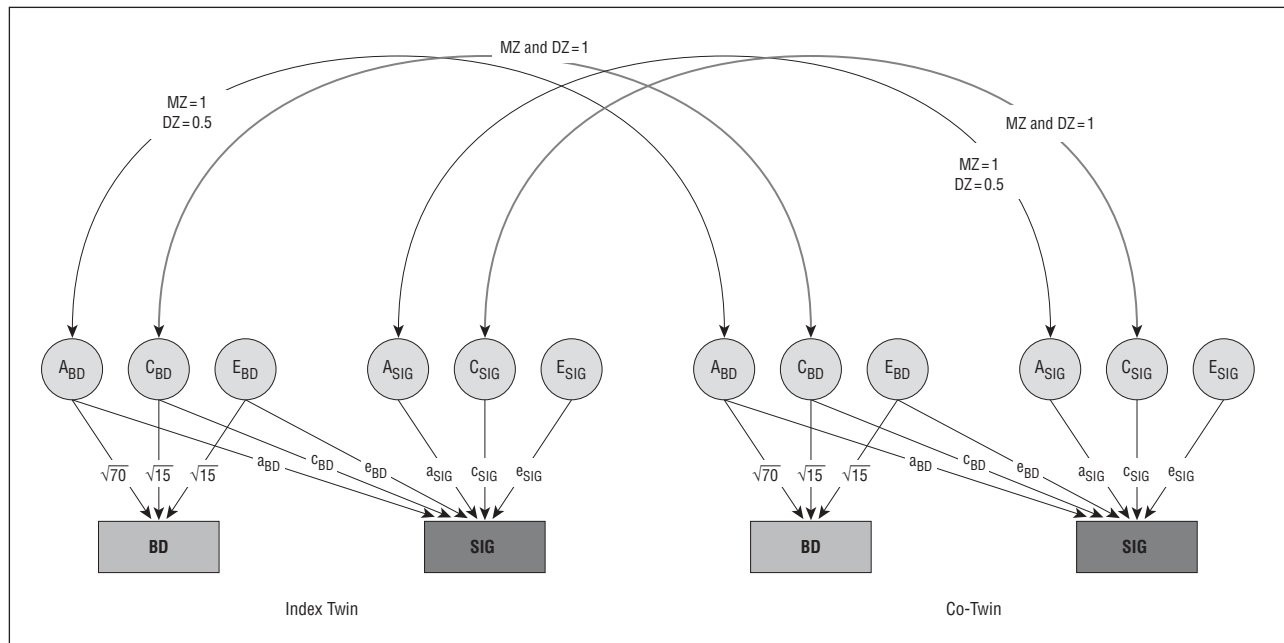 MZ and DZ = 1
MZ = 1
DZ = 0.5
MZ and DZ = 1
MZ = 1
DZ = 0.5
A_BD C_BD E_BD A_SIG C_SIG E_SIG A_BD C_BD E_BD A_SIG C_SIG E_SIG
√70 √15 √15 a_BD c_BD e_BD a_SIG c_SIG e_SIG √70 √15 √15 a_BD c_BD e_BD a_SIG c_SIG e_SIG
BD SIG BD SIG
Index Twin Co-Twin